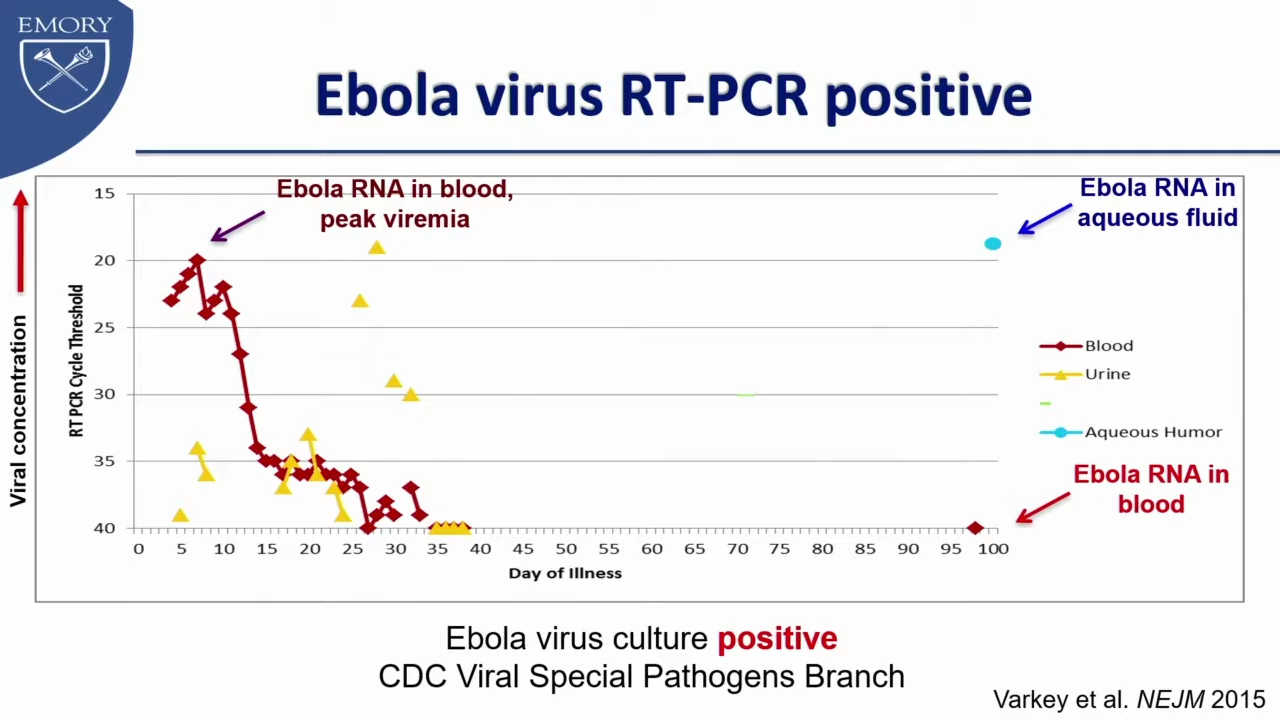 EMORY
Ebola virus RT-PCR positive
Ebola RNA in blood,
peak viremia
Ebola RNA in
aqueous fluid
Viral concentration
RT PCR Cycle Threshold
15
20
25
30
35
40
0 5 10 15 20 25 30 35 40 45 50 55 60 65 70 75 80 85 90 95 100
Day of Illness
Blood
Urine
Aqueous Humor
Ebola RNA in
blood
Ebola virus culture positive
CDC Viral Special Pathogens Branch
Varkey et al. NEJM 2015